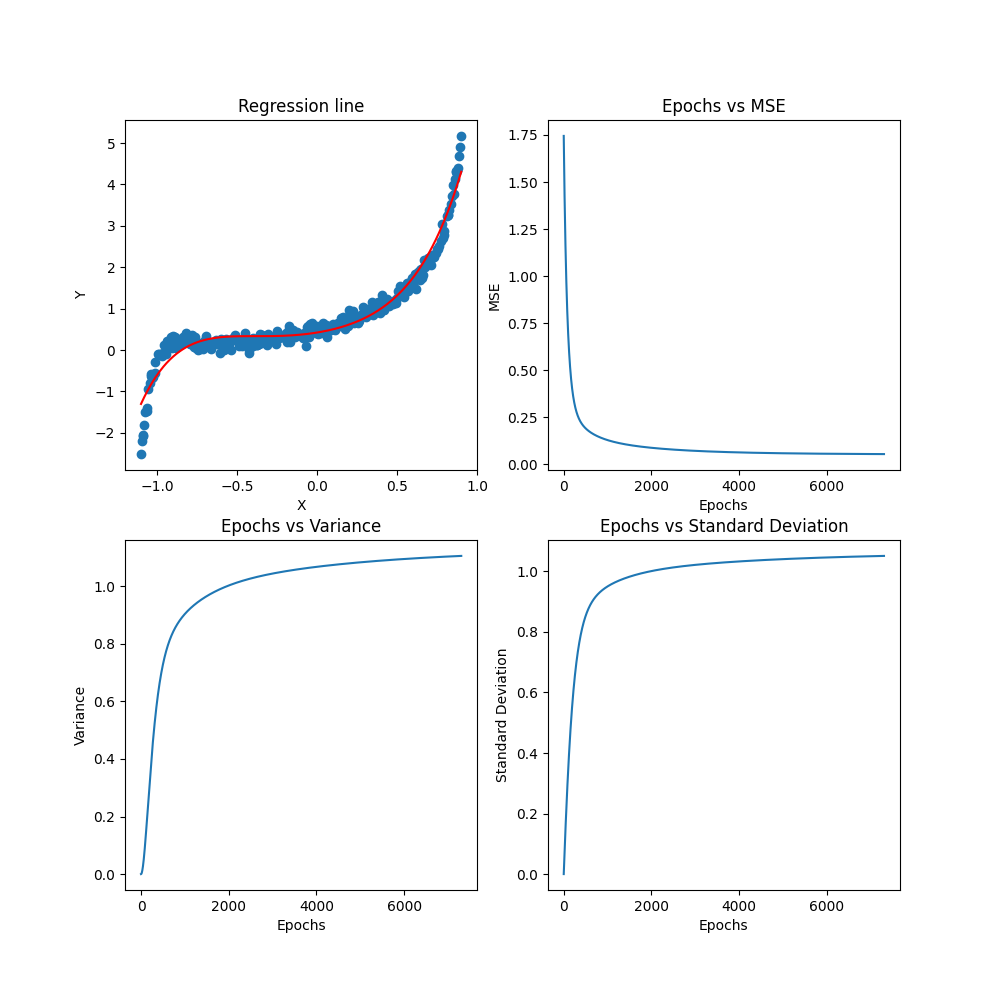 Regression line
5
4
3
2
1
0
−1
−2
Y
−1.0 −0.5 0.0 0.5 1.0
X
Epochs vs MSE
1.75
1.50
1.25
1.00
0.75
0.50
0.25
0.00
MSE
0 2000 4000 6000
Epochs
Epochs vs Variance
1.0
0.8
0.6
0.4
0.2
0.0
Variance
0 2000 4000 6000
Epochs
Epochs vs Standard Deviation
1.0
0.8
0.6
0.4
0.2
0.0
Standard Deviation
0 2000 4000 6000
Epochs